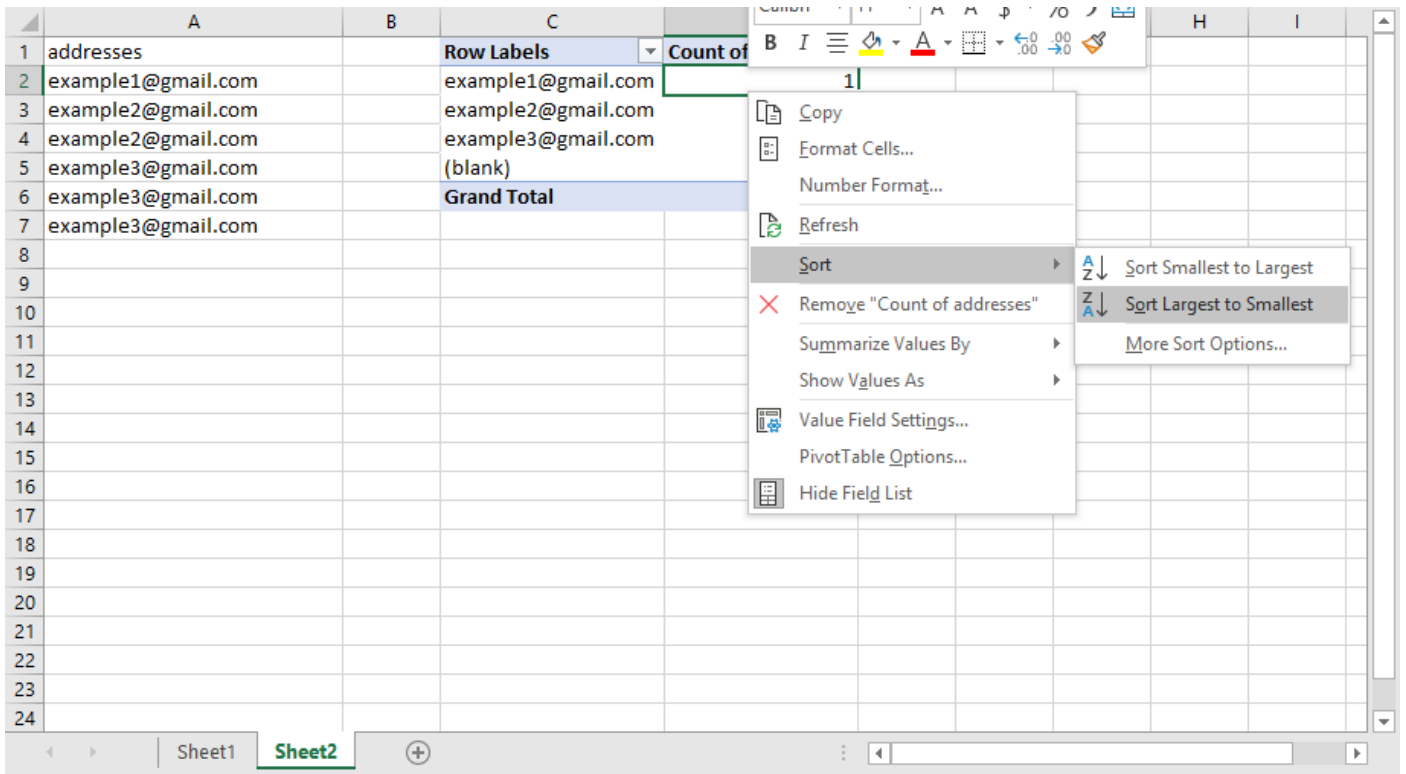 A B C H I
1 addresses Row Labels Count of
2 example1@gmail.com example1@gmail.com 1
3 example2@gmail.com example2@gmail.com
4 example2@gmail.com example3@gmail.com
5 example3@gmail.com (blank)
6 example3@gmail.com Grand Total
7 example3@gmail.com
8
9
10
11
12
13
14
15
16
17
18
19
20
21
22
23
24
B I A
Copy
Format Cells...
Number Format...
Refresh
Sort
Remove "Count of addresses"
Summarize Values By
Show Values As
Value Field Settings...
PivotTable Options...
Hide Field List
Sort Smallest to Largest
Sort Largest to Smallest
More Sort Options...
Sheet1 Sheet2